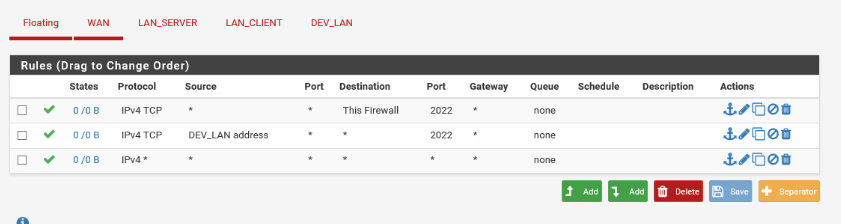 Floating WAN LAN_SERVER LAN_CLIENT DEV_LAN
Rules (Drag to Change Order)
States Protocol Source Port Destination Port Gateway Queue Schedule Description Actions
0 /0 B IPv4 TCP * * This Firewall 2022 * none
0 /0 B IPv4 TCP DEV_LAN address * * 2022 * none
0 /0 B IPv4 * * * * * * none
Add Add Delete Save Separator